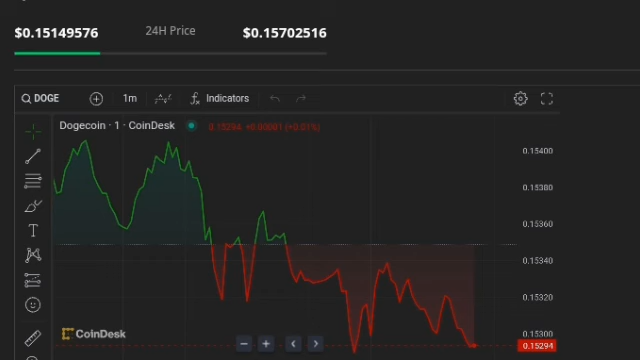 $0.15149576 24H Price $0.15702516
DOGE 1m fx Indicators
Dogecoin · 1 · CoinDesk 0.15294 +0.00001 (+0.01%)
0.15400
0.15380
0.15360
0.15340
0.15320
0.15300
0.15294
T
CoinDesk